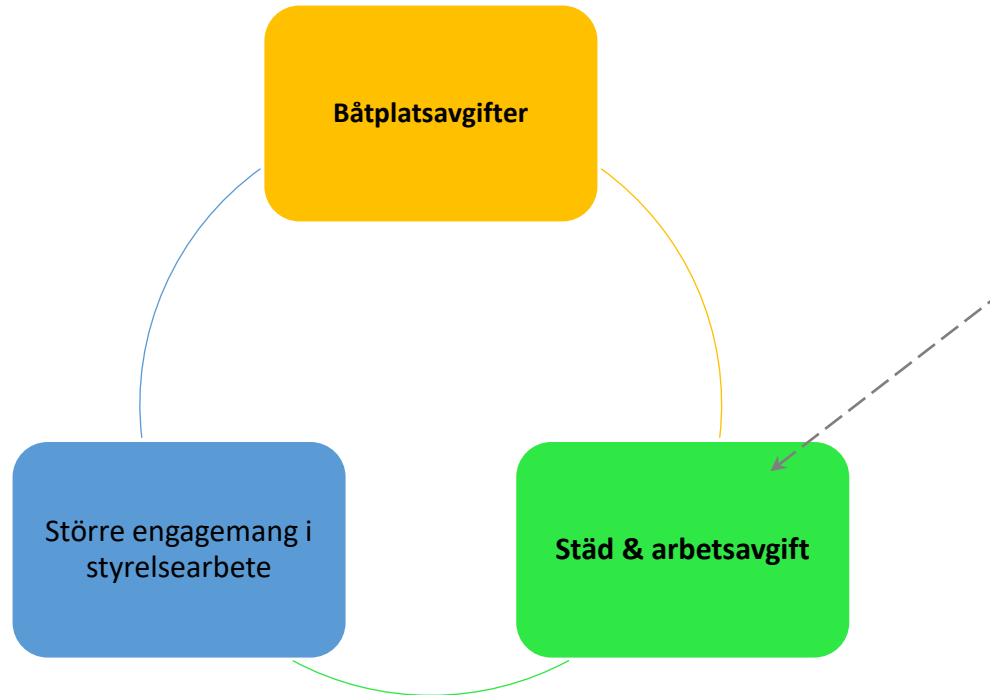 Båtplatsavgifter
Större engagemang i
styrelsearbete
Städ & arbetsavgift